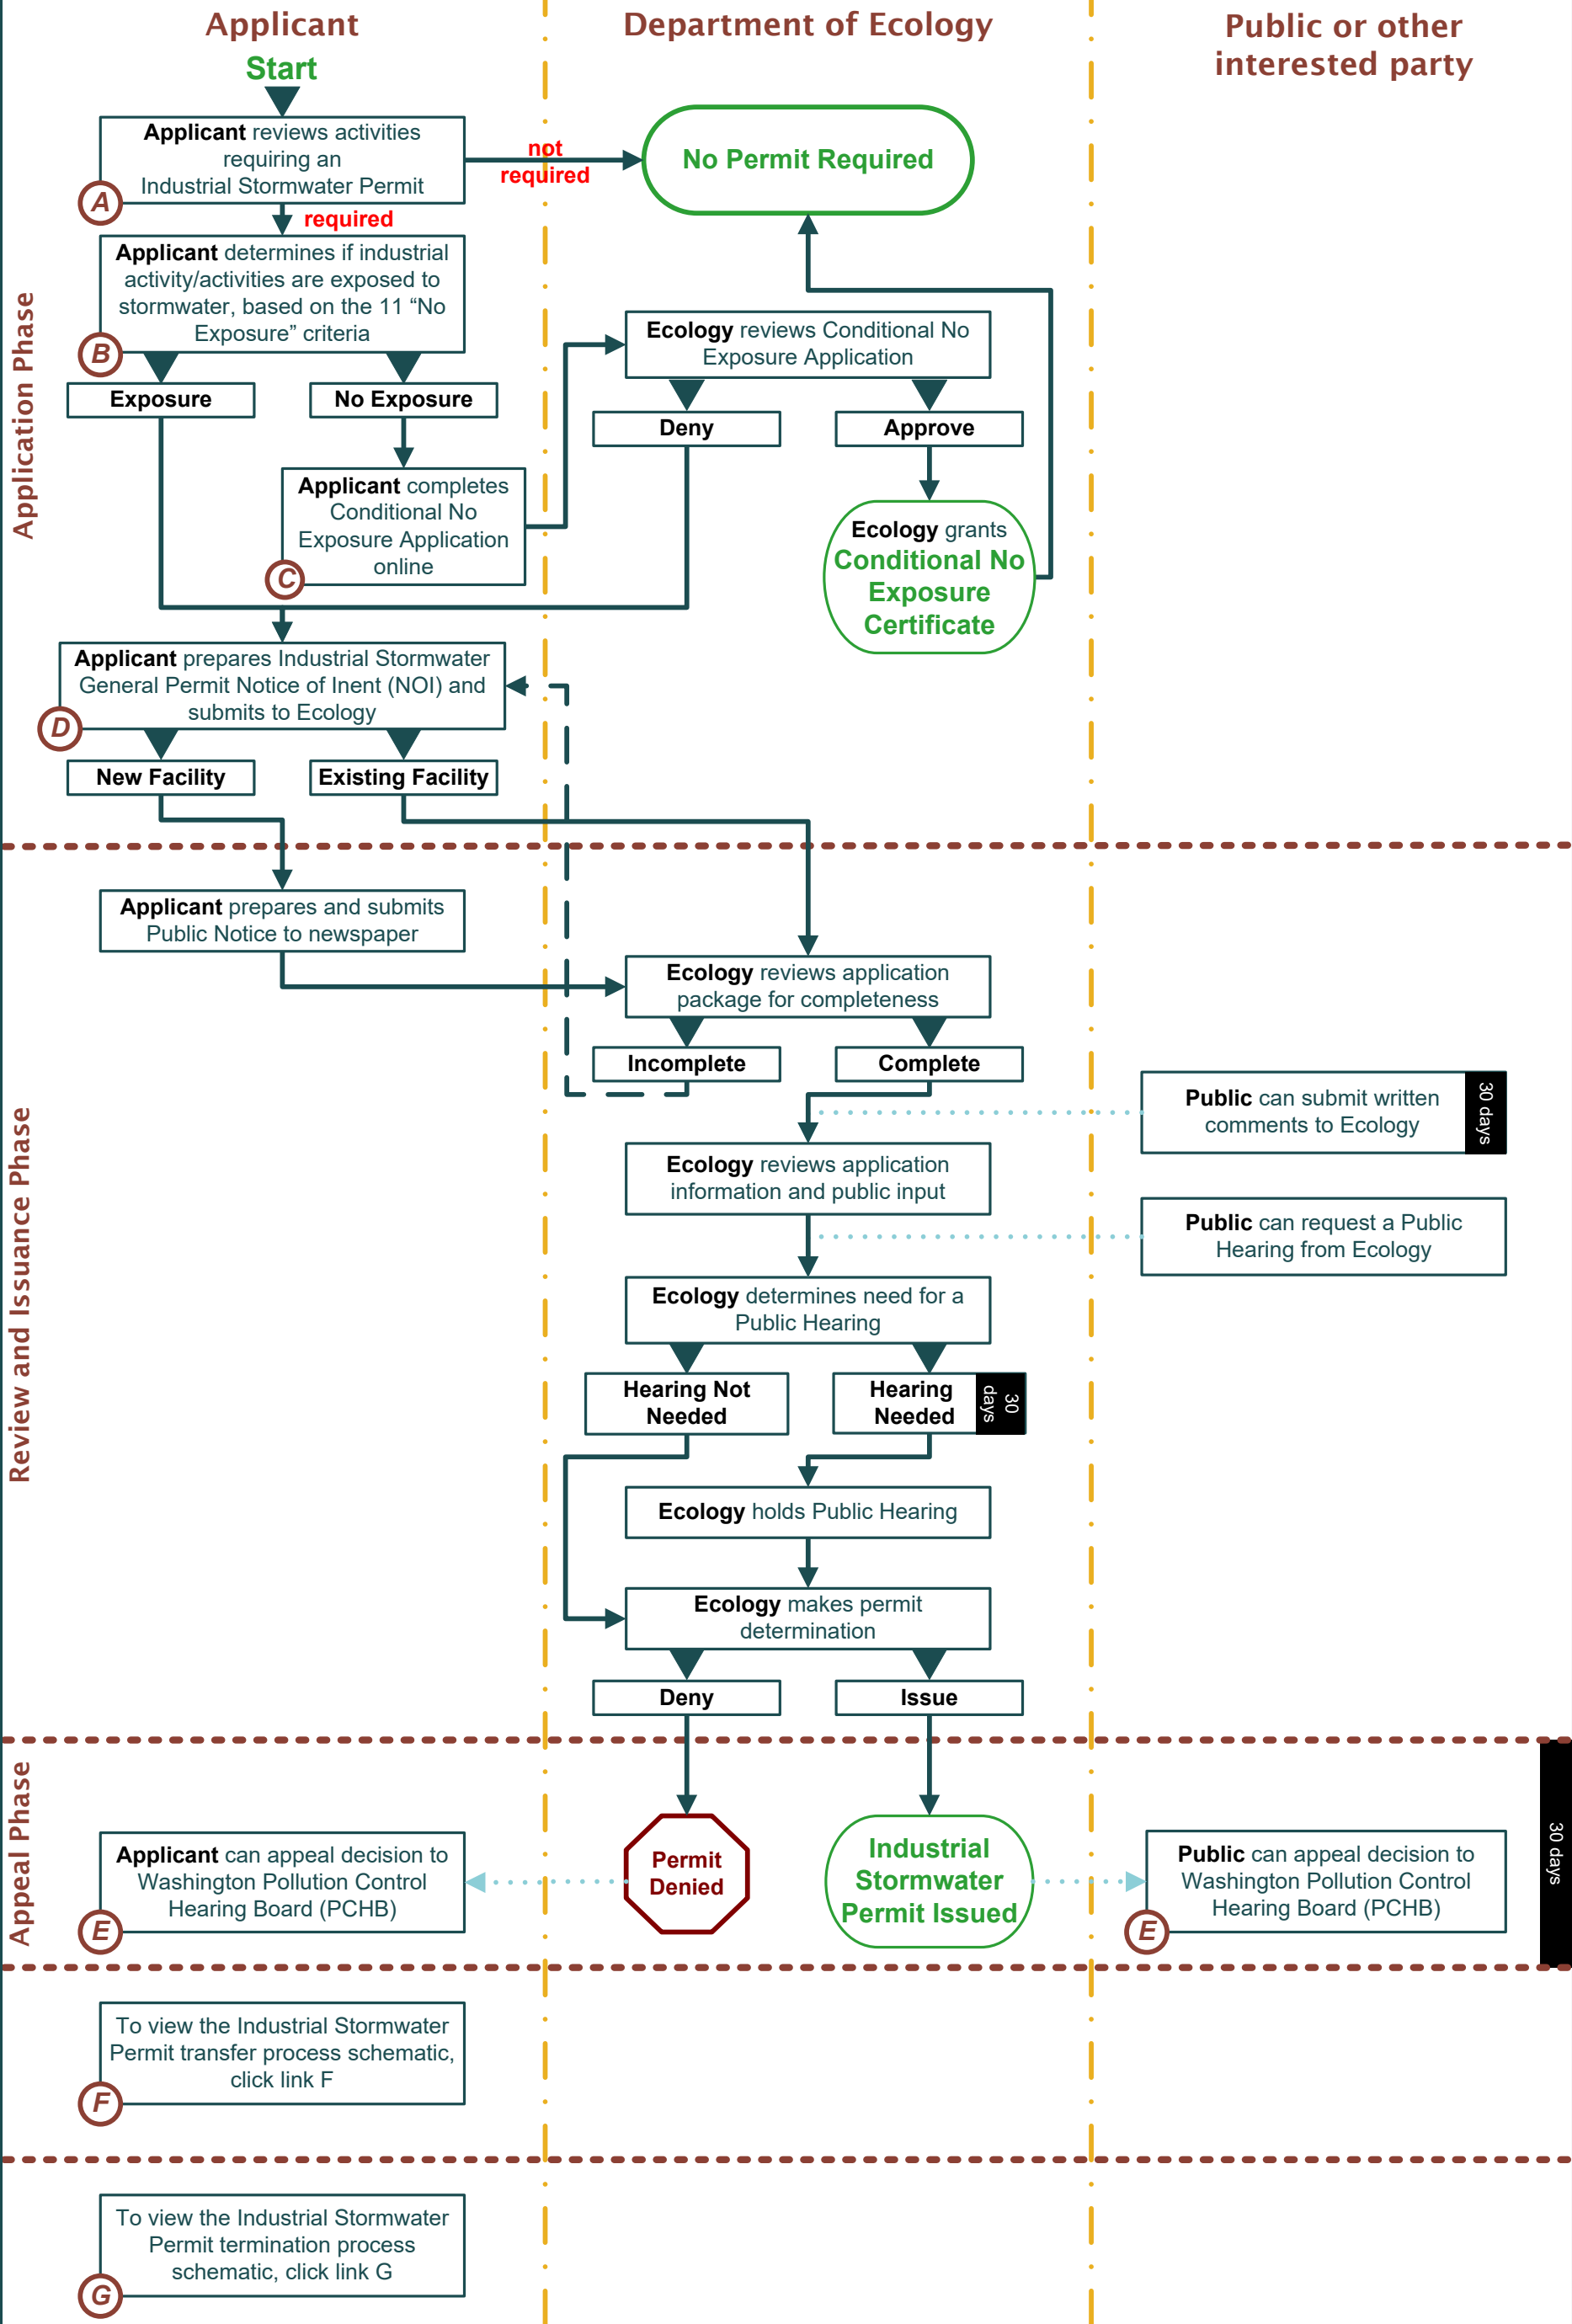 Applicant
Department of Ecology
Public or other
interested party
Start
Applicant reviews activities
requiring an
Industrial Stormwater Permit
A
not
required
No Permit Required
required
Application Phase
Applicant determines if industrial
activity/activities are exposed to
stormwater, based on the 11 “No
Exposure” criteria
B
Exposure
No Exposure
Ecology reviews Conditional No
Exposure Application
Deny
Approve
Applicant completes
Conditional No
Exposure Application
online
C
Ecology grants
Conditional No
Exposure
Certificate
Applicant prepares Industrial Stormwater
General Permit Notice of Inent (NOI) and
submits to Ecology
D
New Facility
Existing Facility
Review and Issuance Phase
Applicant prepares and submits
Public Notice to newspaper
Ecology reviews application
package for completeness
Incomplete
Complete
Public can submit written
comments to Ecology
30 days
Ecology reviews application
information and public input
Public can request a Public
Hearing from Ecology
Ecology determines need for a
Public Hearing
Hearing Not
Needed
Hearing
Needed
30
days
Ecology holds Public Hearing
Ecology makes permit
determination
Deny
Issue
Appeal Phase
Applicant can appeal decision to
Washington Pollution Control
Hearing Board (PCHB)
E
Permit
Denied
Industrial
Stormwater
Permit Issued
Public can appeal decision to
Washington Pollution Control
Hearing Board (PCHB)
E
30 days
To view the Industrial Stormwater
Permit transfer process schematic,
click link F
F
To view the Industrial Stormwater
Permit termination process
schematic, click link G
G